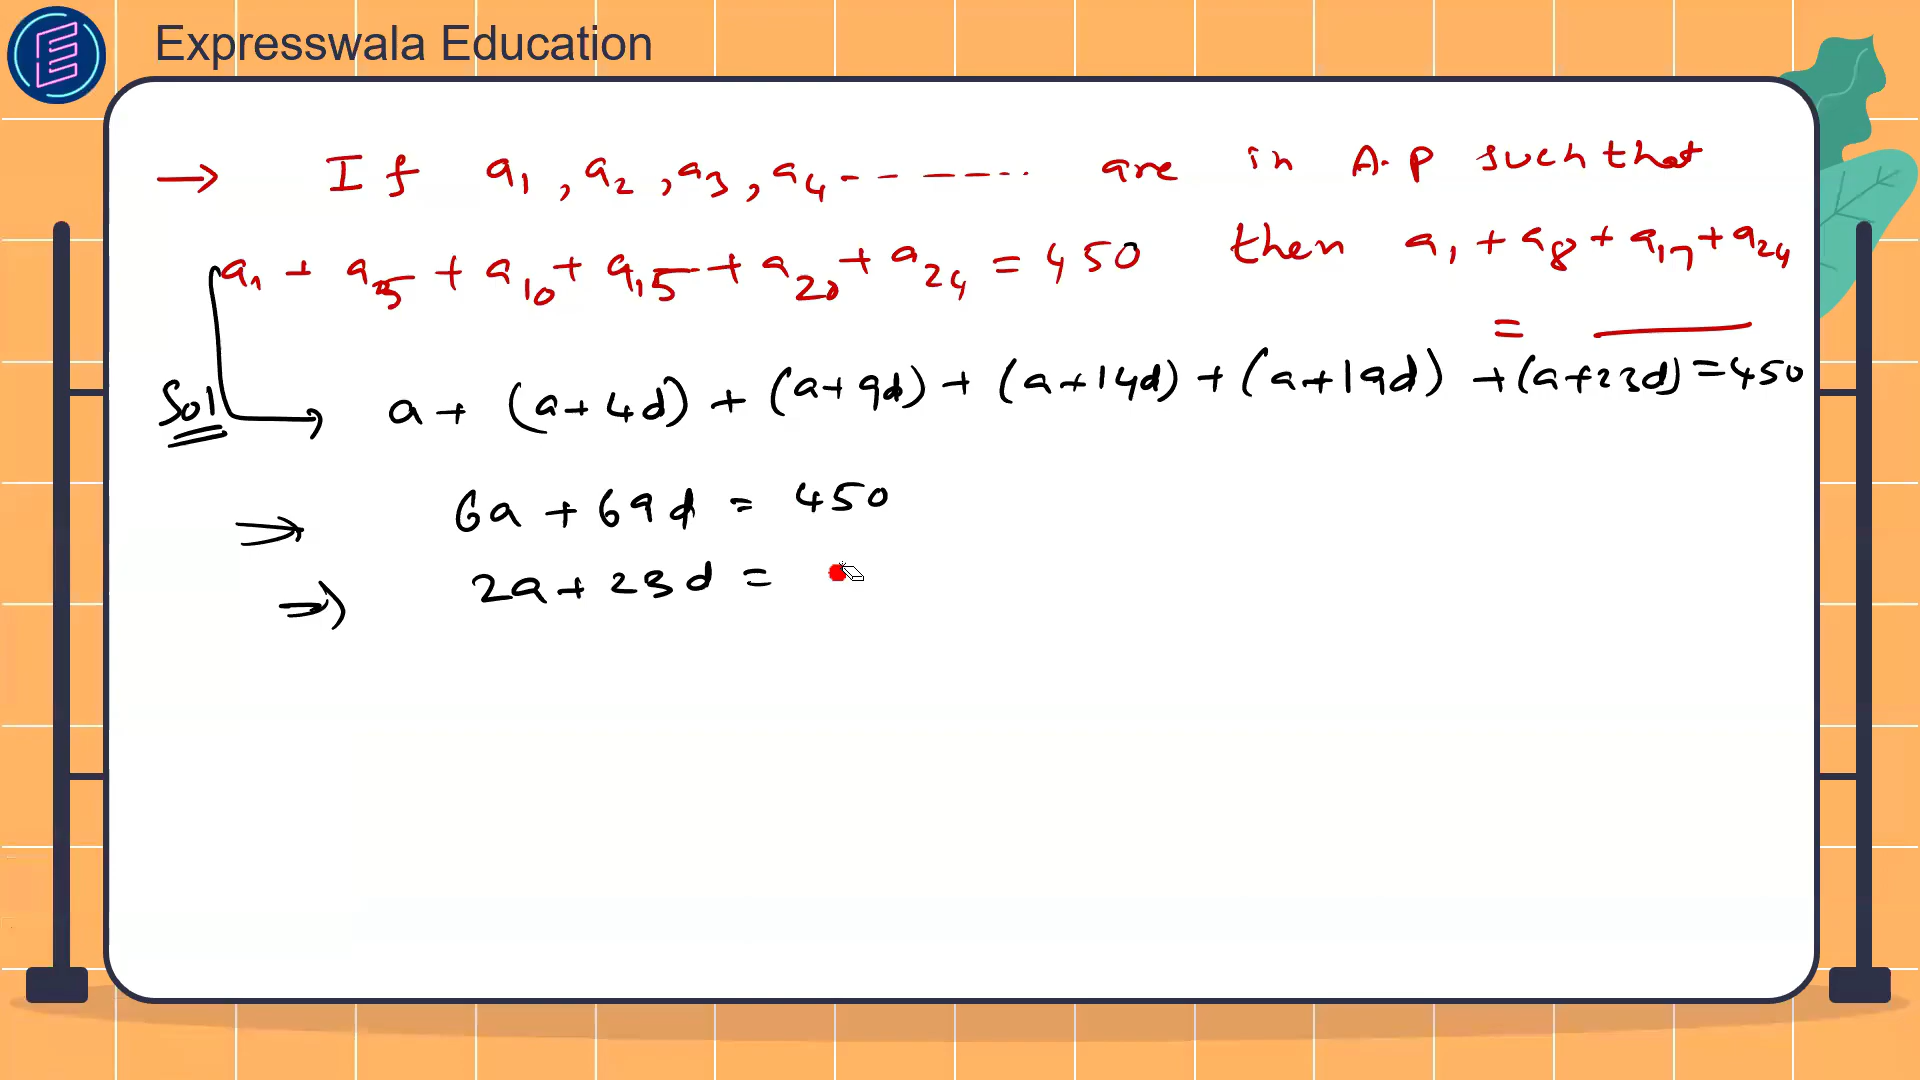 Expresswala Education
→ If a₁, a₂, a₃, a₄ - - ------ are in A.P such that
a₁ + a₅ + a₁₀ + a₁₅ + a₂₀ + a₂₄ = 450 then a₁ + a₈ + a₁₇ + a₂₄
= ____
Sol → a + (a+4d) + (a+9d) + (a+14d) + (a+19d) + (a+23d) = 450
⇒ 6a + 69d = 450
⇒ 2a + 23d =